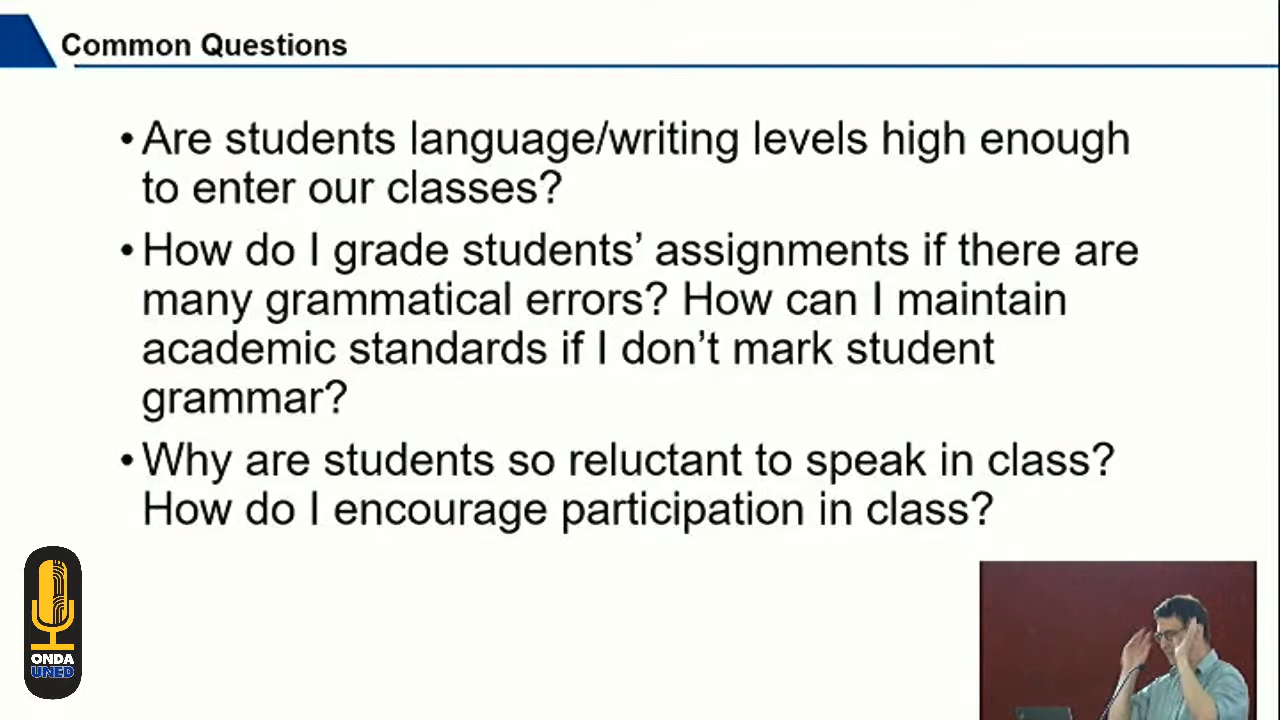 Common Questions
• Are students language/writing levels high enough
to enter our classes?
• How do I grade students’ assignments if there are
many grammatical errors? How can I maintain
academic standards if I don’t mark student
grammar?
• Why are students so reluctant to speak in class?
How do I encourage participation in class?
ONDA
UNED